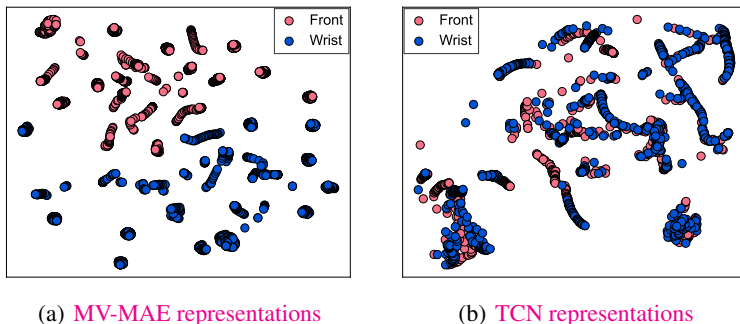 Front
Wrist
Front
Wrist
(a) MV-MAE representations
(b) TCN representations